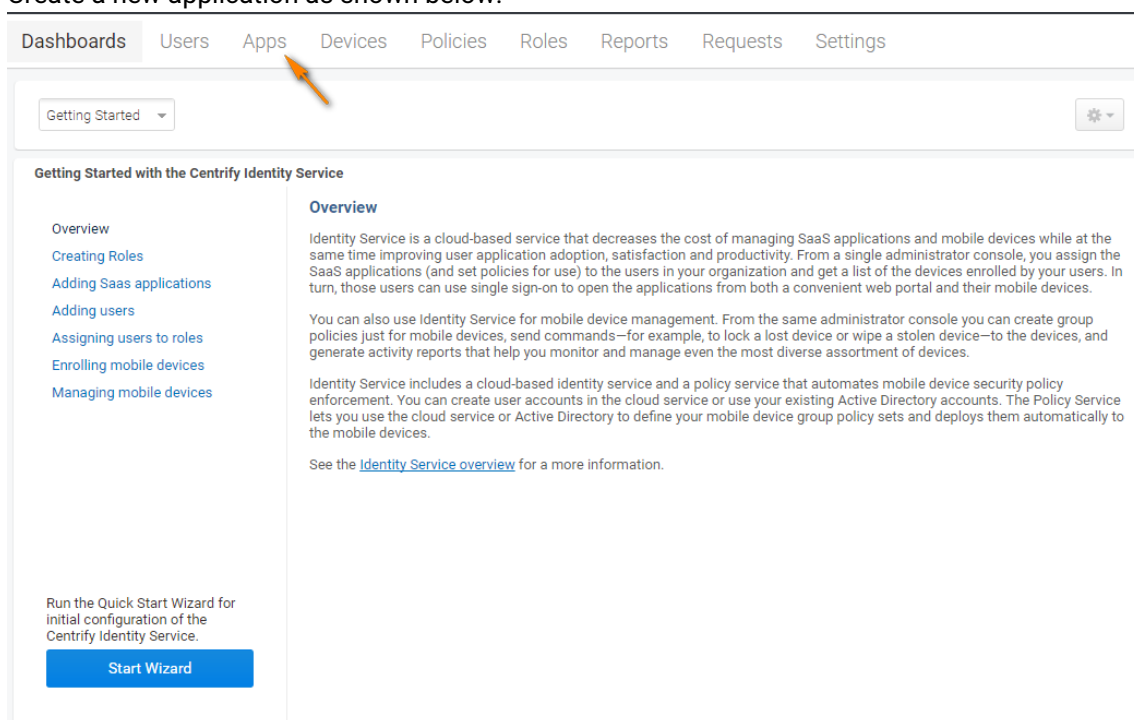 Create a new application as shown below:
Dashboards Users Apps Devices Policies Roles Reports Requests Settings
Getting Started
Getting Started with the Centrify Identity Service
Overview
Creating Roles
Adding Saas applications
Adding users
Assigning users to roles
Enrolling mobile devices
Managing mobile devices
Run the Quick Start Wizard for
initial configuration of the
Centrify Identity Service.
Start Wizard
Overview
Identity Service is a cloud-based service that decreases the cost of managing SaaS applications and mobile devices while at the
same time improving user application adoption, satisfaction and productivity. From a single administrator console, you assign the
SaaS applications (and set policies for use) to the users in your organization and get a list of the devices enrolled by your users. In
turn, those users can use single sign-on to open the applications from both a convenient web portal and their mobile devices.
You can also use Identity Service for mobile device management. From the same administrator console you can create group
policies just for mobile devices, send commands—for example, to lock a lost device or wipe a stolen device—to the devices, and
generate activity reports that help you monitor and manage even the most diverse assortment of devices.
Identity Service includes a cloud-based identity service and a policy service that automates mobile device security policy
enforcement. You can create user accounts in the cloud service or use your existing Active Directory accounts. The Policy Service
lets you use the cloud service or Active Directory to define your mobile device group policy sets and deploys them automatically to
the mobile devices.
See the Identity Service overview for a more information.